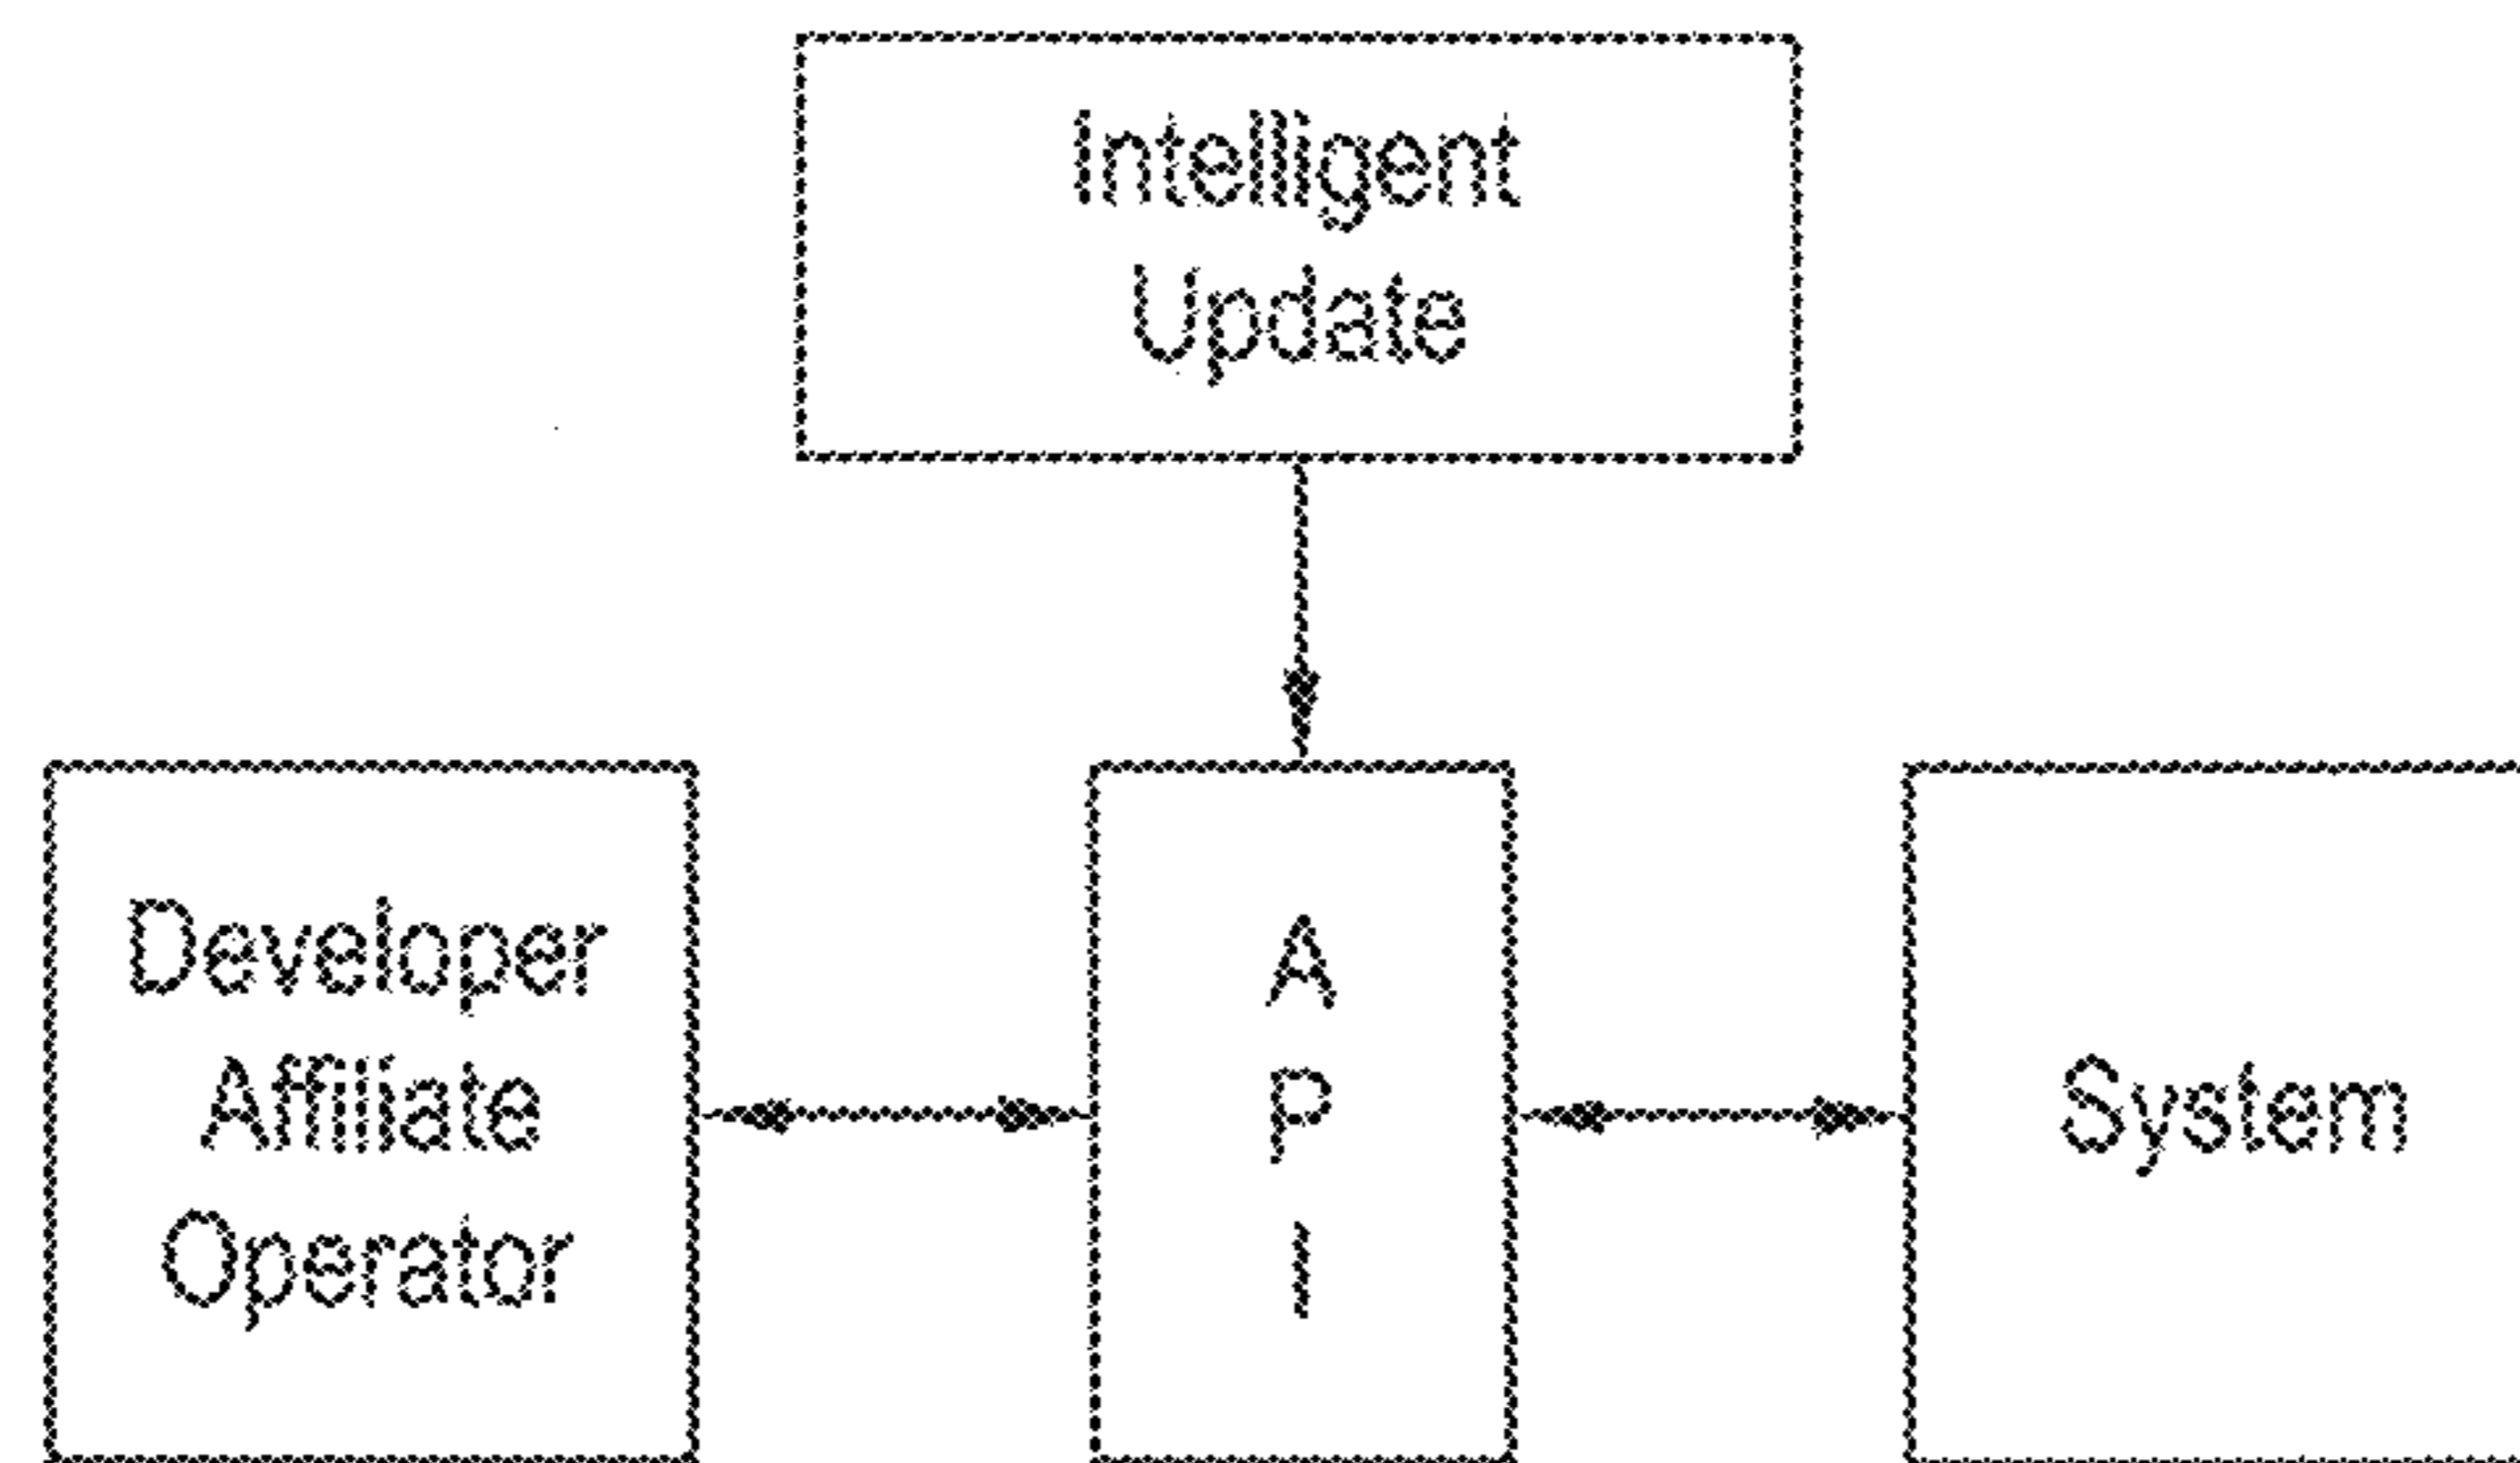 Intelligent
Update
Developer
Affiliate
Operator
A
P
I
System